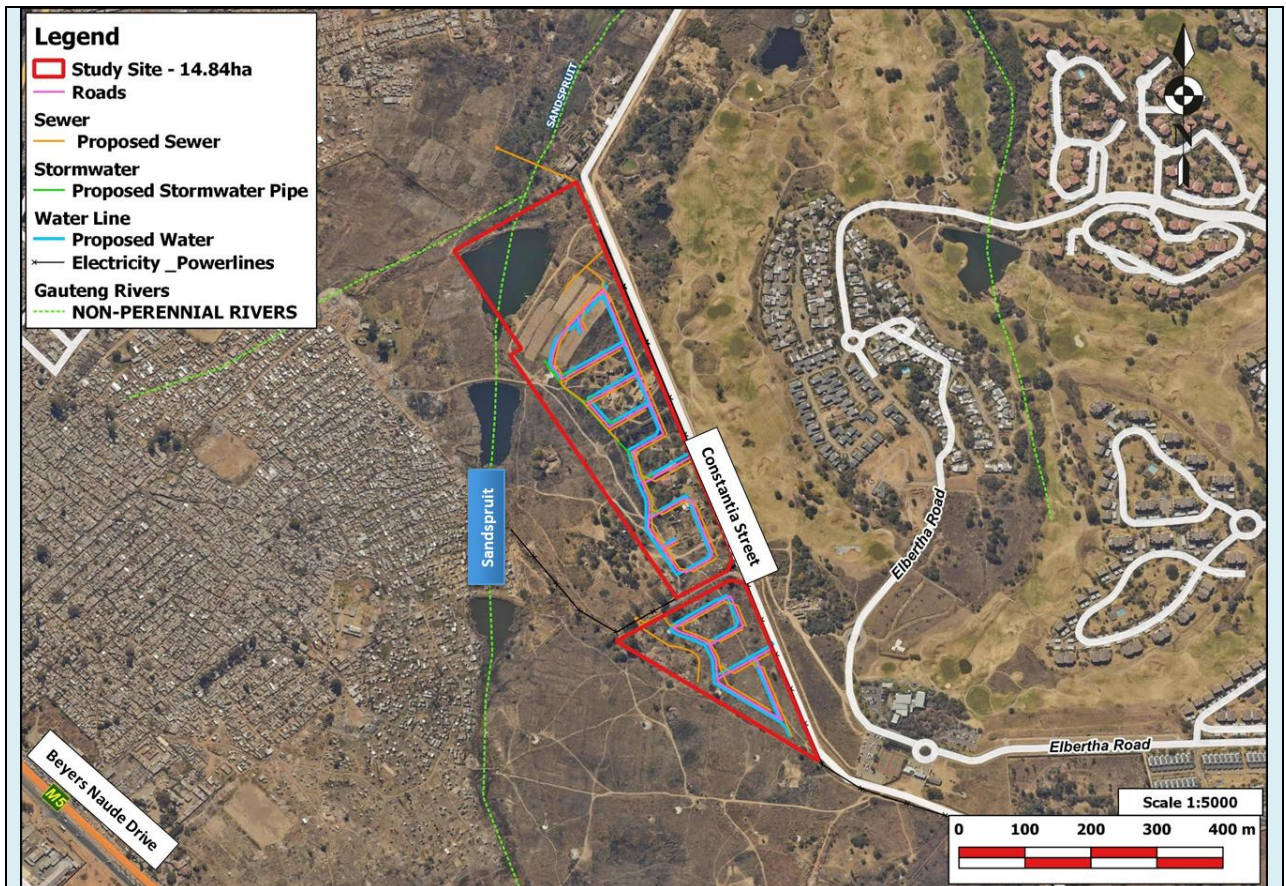 Legend
Study Site - 14.84ha
Roads
Sewer
Proposed Sewer
Stormwater
Proposed Stormwater Pipe
Water Line
Proposed Water
Electricity _Powerlines
Gauteng Rivers
NON-PERENNIAL RIVERS
SANDSPRUIT
N
Constantia Street
Sandspruit
Elbertha Road
Elbertha Road
Beyers Naude Drive
M5
Scale 1:5000
0 100 200 300 400 m